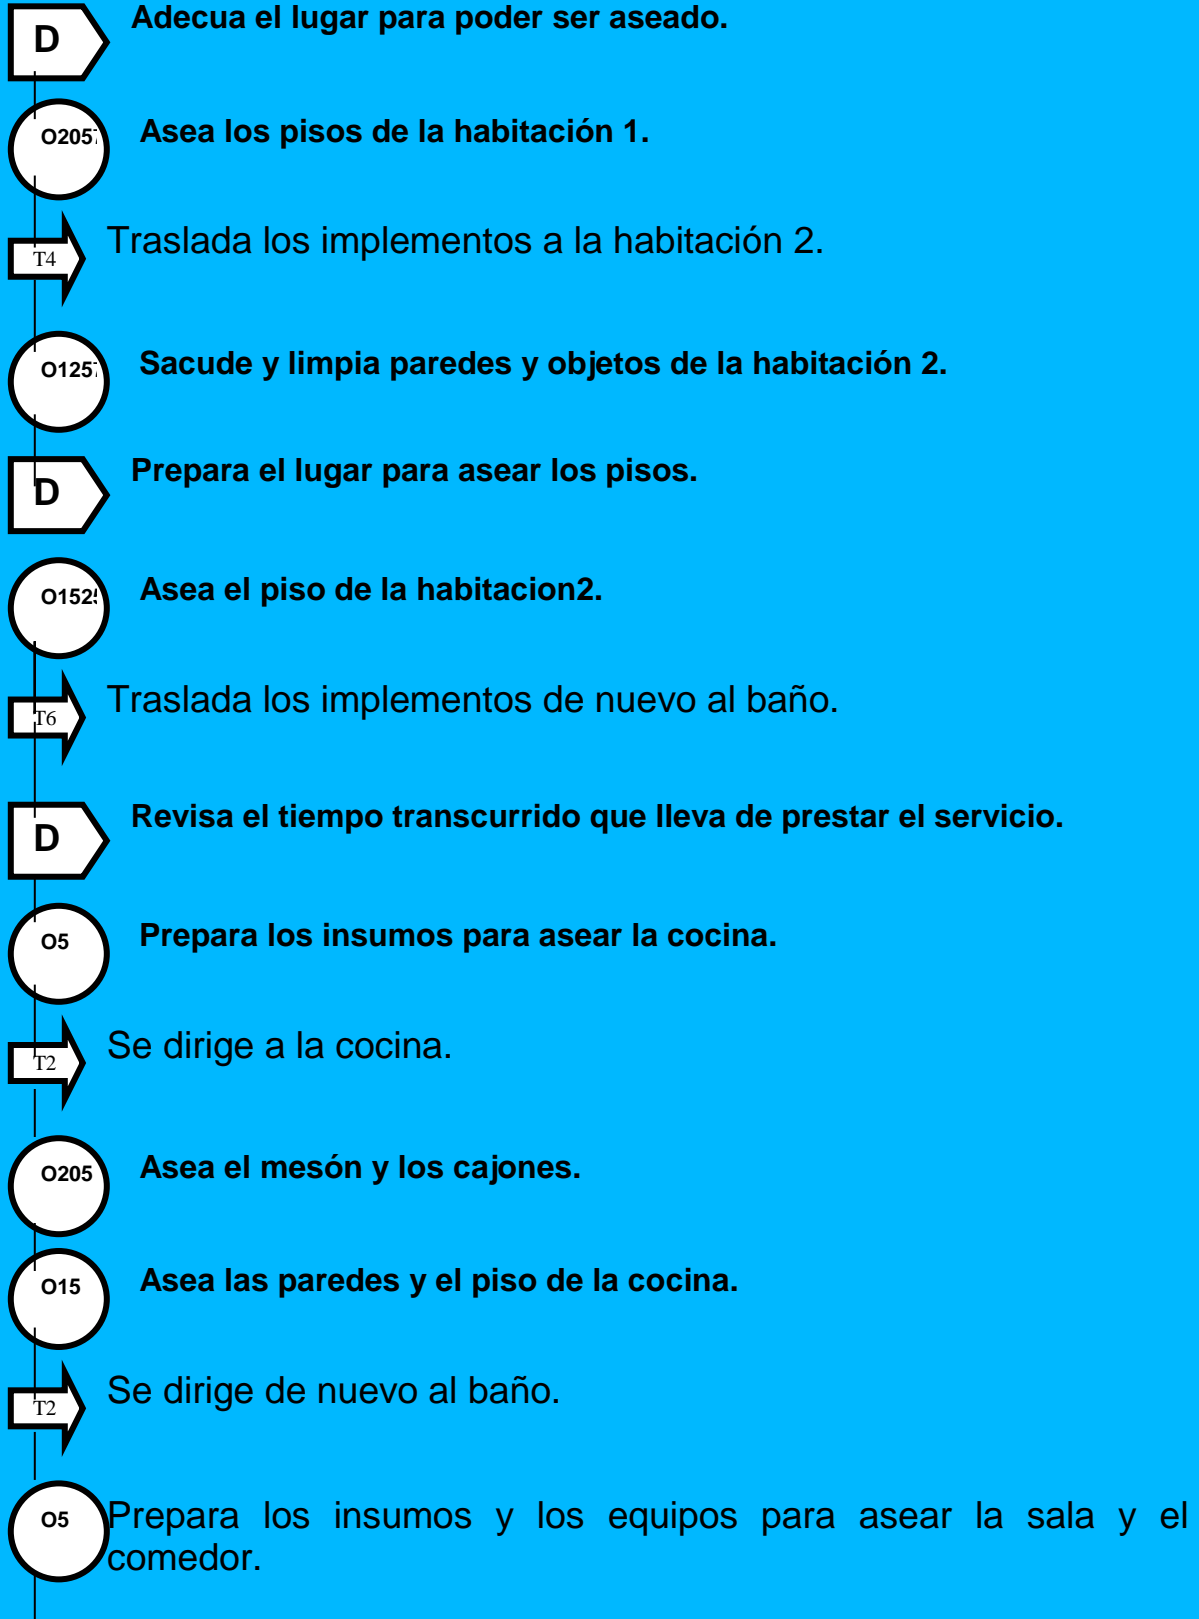 D
Adecua el lugar para poder ser aseado.
O2057
Asea los pisos de la habitación 1.
T4
Traslada los implementos a la habitación 2.
O1257
Sacude y limpia paredes y objetos de la habitación 2.
D
Prepara el lugar para asear los pisos.
O1525
Asea el piso de la habitacion2.
T6
Traslada los implementos de nuevo al baño.
D
Revisa el tiempo transcurrido que lleva de prestar el servicio.
O5
Prepara los insumos para asear la cocina.
T2
Se dirige a la cocina.
O205
Asea el mesón y los cajones.
O15
Asea las paredes y el piso de la cocina.
T2
Se dirige de nuevo al baño.
O5
Prepara los insumos y los equipos para asear la sala y el
comedor.